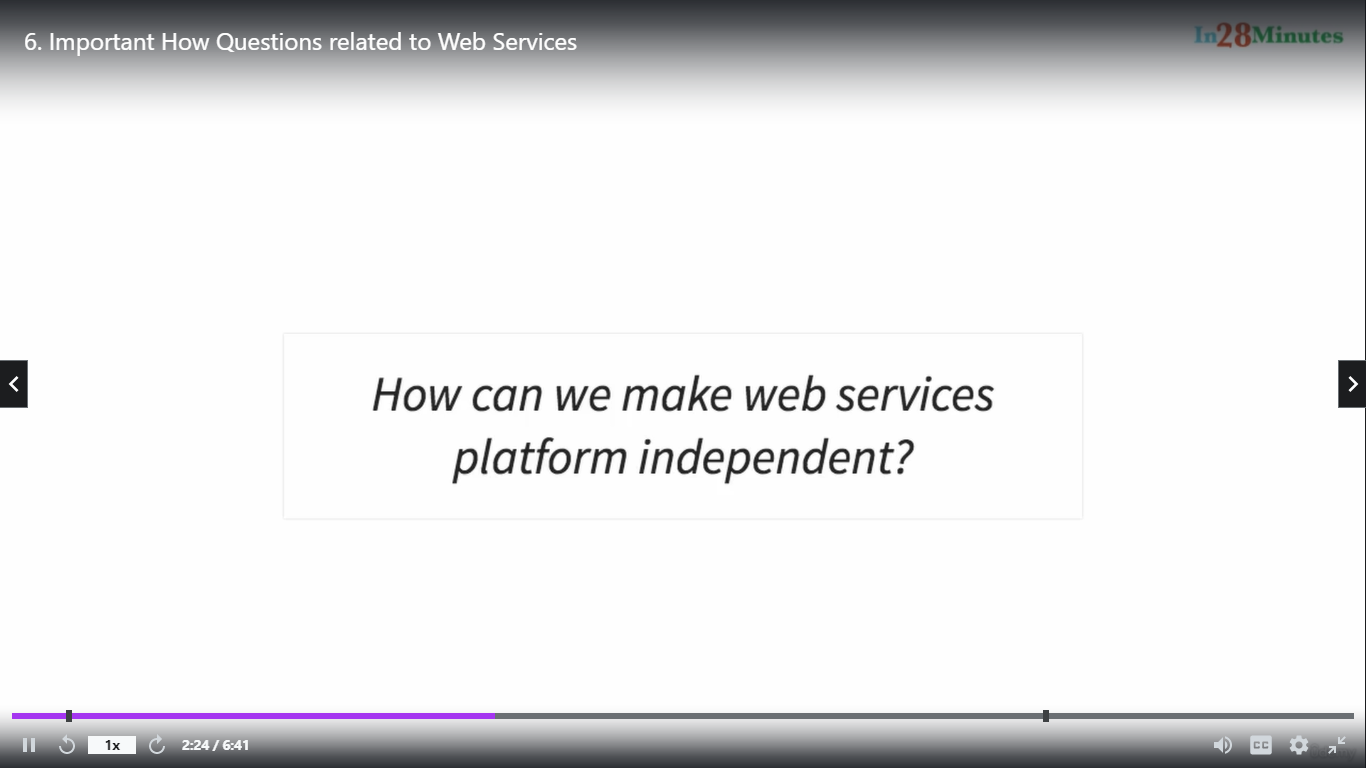 6. Important How Questions related to Web Services
In28Minutes
How can we make web services
platform independent?
1x
2:24 / 6:41
CC